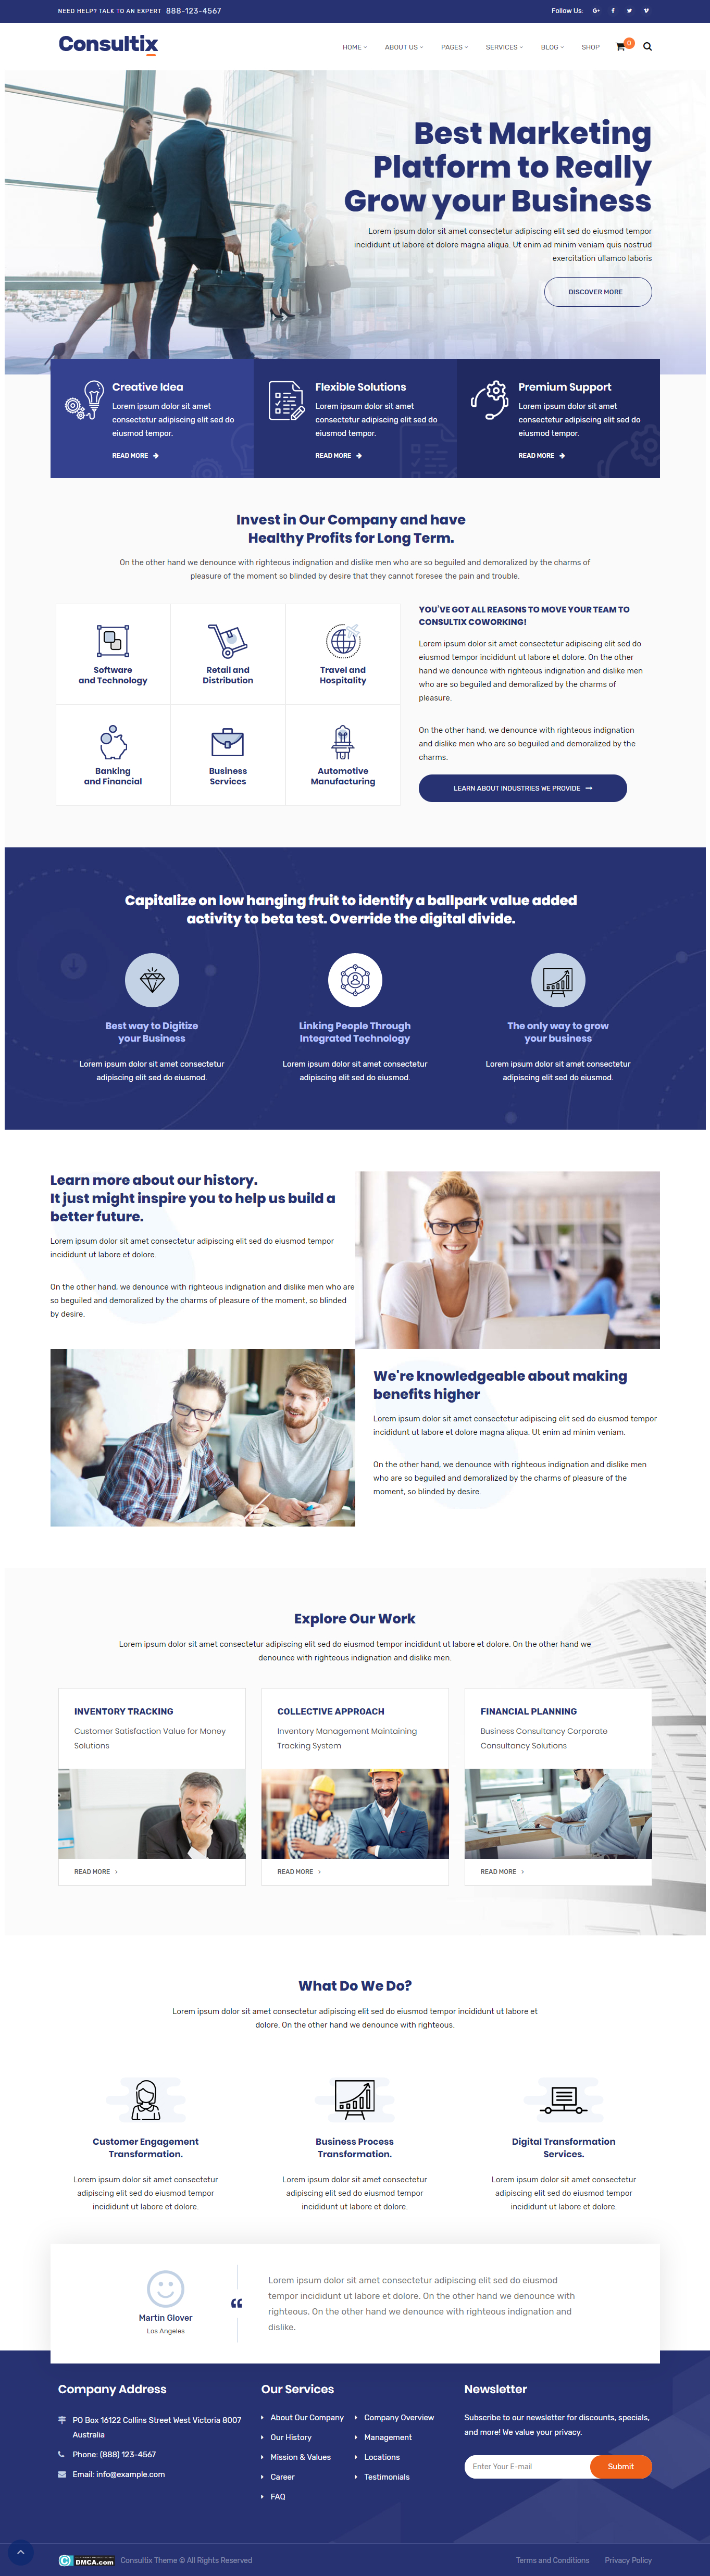 NEED HELP? TALK TO AN EXPERT 888-123-4567
Follow Us:
Consultix
HOME
ABOUT US
PAGES
SERVICES
BLOG
SHOP
0
Best Marketing
Platform to Really
Grow your Business
Lorem ipsum dolor sit amet consectetur adipiscing elit sed do eiusmod tempor
incididunt ut labore et dolore magna aliqua. Ut enim ad minim veniam quis nostrud
exercitation ullamco laboris
DISCOVER MORE
Creative Idea
Lorem ipsum dolor sit amet
consectetur adipiscing elit sed do
eiusmod tempor.
READ MORE
Flexible Solutions
Lorem ipsum dolor sit amet
consectetur adipiscing elit sed do
eiusmod tempor.
READ MORE
Premium Support
Lorem ipsum dolor sit amet
consectetur adipiscing elit sed do
eiusmod tempor.
READ MORE
Invest in Our Company and have
Healthy Profits for Long Term.
On the other hand we denounce with righteous indignation and dislike men who are so beguiled and demoralized by the charms of
pleasure of the moment so blinded by desire that they cannot foresee the pain and trouble.
Software
and Technology
Retail and
Distribution
Travel and
Hospitality
Banking
and Financial
Business
Services
Automotive
Manufacturing
YOU'VE GOT ALL REASONS TO MOVE YOUR TEAM TO
CONSULTIX COWORKING!
Lorem ipsum dolor sit amet consectetur adipiscing elit sed do
eiusmod tempor incididunt ut labore et dolore. On the other
hand we denounce with righteous indignation and dislike men
who are so beguiled and demoralized by the charms of
pleasure.
On the other hand, we denounce with righteous indignation
and dislike men who are so beguiled and demoralized by the
charms.
LEARN ABOUT INDUSTRIES WE PROVIDE
Capitalize on low hanging fruit to identify a ballpark value added
activity to beta test. Override the digital divide.
Best way to Digitize
your Business
Lorem ipsum dolor sit amet consectetur
adipiscing elit sed do eiusmod.
Linking People Through
Integrated Technology
Lorem ipsum dolor sit amet consectetur
adipiscing elit sed do eiusmod.
The only way to grow
your business
Lorem ipsum dolor sit amet consectetur
adipiscing elit sed do eiusmod.
Learn more about our history.
It just might inspire you to help us build a
better future.
Lorem ipsum dolor sit amet consectetur adipiscing elit sed do eiusmod tempor
incididunt ut labore et dolore.
On the other hand, we denounce with righteous indignation and dislike men who are
so beguiled and demoralized by the charms of pleasure of the moment, so blinded
by desire.
We're knowledgeable about making
benefits higher
Lorem ipsum dolor sit amet consectetur adipiscing elit sed do eiusmod tempor
incididunt ut labore et dolore magna aliqua. Ut enim ad minim veniam.
On the other hand, we denounce with righteous indignation and dislike men
who are so beguiled and demoralized by the charms of pleasure of the
moment, so blinded by desire.
Explore Our Work
Lorem ipsum dolor sit amet consectetur adipiscing elit sed do eiusmod tempor incididunt ut labore et dolore. On the other hand we
denounce with righteous indignation and dislike men.
INVENTORY TRACKING
Customer Satisfaction Value for Money
Solutions
READ MORE
COLLECTIVE APPROACH
Inventory Management Maintaining
Tracking System
READ MORE
FINANCIAL PLANNING
Business Consultancy Corporate
Consultancy Solutions
READ MORE
What Do We Do?
Lorem ipsum dolor sit amet consectetur adipiscing elit sed do eiusmod tempor incididunt ut labore et
dolore. On the other hand we denounce with righteous.
Customer Engagement
Transformation.
Lorem ipsum dolor sit amet consectetur
adipiscing elit sed do eiusmod tempor
incididunt ut labore et dolore.
Business Process
Transformation.
Lorem ipsum dolor sit amet consectetur
adipiscing elit sed do eiusmod tempor
incididunt ut labore et dolore.
Digital Transformation
Services.
Lorem ipsum dolor sit amet consectetur
adipiscing elit sed do eiusmod tempor
incididunt ut labore et dolore.
Martin Glover
Los Angeles
“
Lorem ipsum dolor sit amet consectetur adipiscing elit sed do eiusmod
tempor incididunt ut labore et dolore. On the other hand we denounce with
righteous. On the other hand we denounce with righteous indignation and
dislike.
Company Address
PO Box 16122 Collins Street West Victoria 8007
Australia
Phone: (888) 123-4567
Email: info@example.com
Our Services
About Our Company
Our History
Mission & Values
Career
FAQ
Company Overview
Management
Locations
Testimonials
Newsletter
Subscribe to our newsletter for discounts, specials,
and more! We value your privacy.
Enter Your E-mail
Submit
DMCA.com
Consultix Theme © All Rights Reserved
Terms and Conditions
Privacy Policy